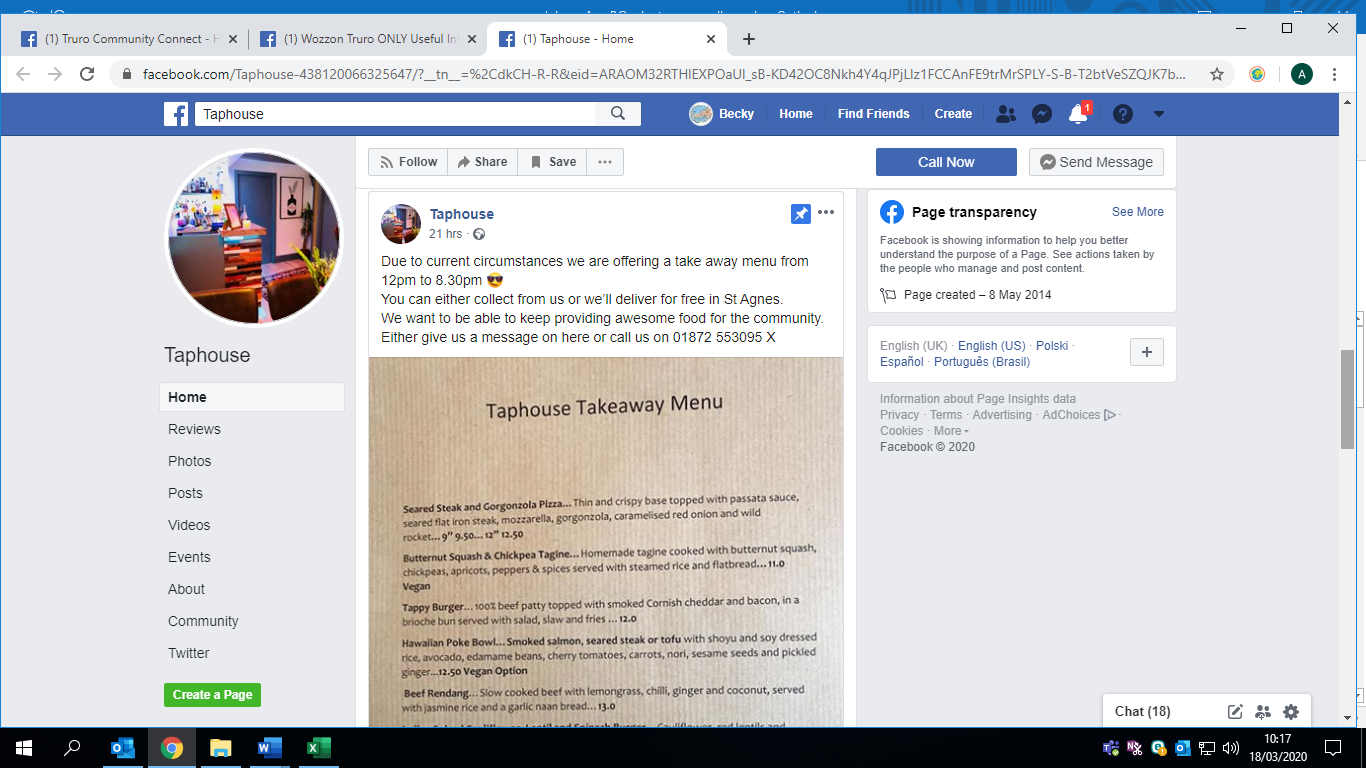 (1) Truro Community Connect - H
(1) Wozzon Truro ONLY Useful Inf
(1) Taphouse - Home
facebook.com/Taphouse-438120066325647/?__tn__=%2CdkCH-R-R&eid=ARAOM32RTHIEXPOaUI_sB-KD42OC8Nkh4Y4qJPjLIz1FCCAnFE9trMrSPLY-S-B-T2btVeSZQJK7b...
A
Taphouse
Becky
Home
Find Friends
Create
1
Follow
Share
Save
Call Now
Send Message
Taphouse
21 hrs ·
Due to current circumstances we are offering a take away menu from
12pm to 8.30pm 😎
You can either collect from us or we'll deliver for free in St Agnes.
We want to be able to keep providing awesome food for the community.
Either give us a message on here or call us on 01872 553095 X
Taphouse Takeaway Menu
Seared Steak and Gorgonzola Pizza... Thin and crispy base topped with passata sauce,
seared flat iron steak, mozzarella, gorgonzola, caramelised red onion and wild
rocket... 9" 9.50... 12" 12.50
Butternut Squash & Chickpea Tagine... Homemade tagine cooked with butternut squash,
chickpeas, apricots, peppers & spices served with steamed rice and flatbread... 11.0
Vegan
Tappy Burger... 100% beef patty topped with smoked Cornish cheddar and bacon, in a
brioche bun served with salad, slaw and fries ... 12.0
Hawaiian Poke Bowl... Smoked salmon, seared steak or tofu with shoyu and soy dressed
rice, avocado, edamame beans, cherry tomatoes, carrots, nori, sesame seeds and pickled
ginger...12.50 Vegan Option
Beef Rendang... Slow cooked beef with lemongrass, chilli, ginger and coconut, served
with jasmine rice and a garlic naan bread... 13.0
Taphouse
Home
Reviews
Photos
Posts
Videos
Events
About
Community
Twitter
Create a Page
Page transparency
See More
Facebook is showing information to help you better
understand the purpose of a Page. See actions taken by
the people who manage and post content.
Page created – 8 May 2014
English (UK) · English (US) · Polski ·
Español · Português (Brasil)
Information about Page Insights data
Privacy · Terms · Advertising · AdChoices ·
Cookies · More
Facebook © 2020
Chat (18)
10:17
18/03/2020